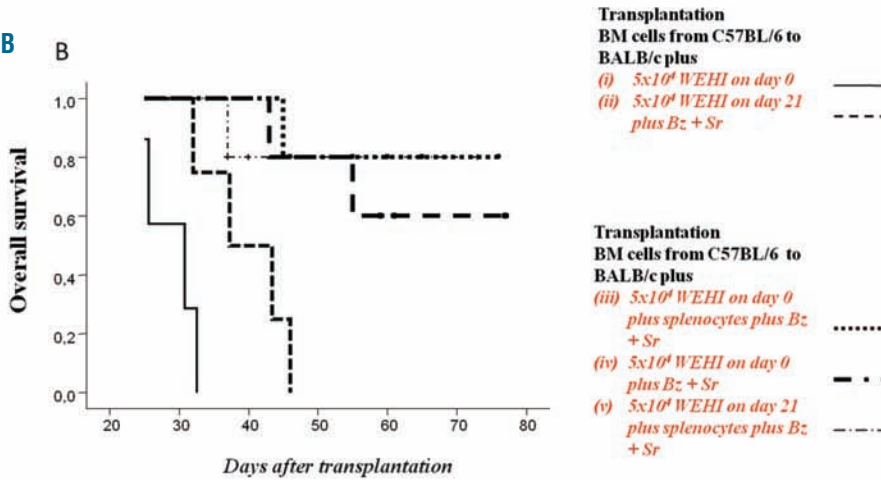 B
B
1,0
0,8
0,6
0,4
0,2
0,0
Overall survival
20 30 40 50 60 70 80
Days after transplantation
Transplantation
BM cells from C57BL/6 to
BALB/c plus
(i) 5x10⁴ WEHI on day 0
(ii) 5x10⁴ WEHI on day 21
plus Bz + Sr
Transplantation
BM cells from C57BL/6 to
BALB/c plus
(iii) 5x10⁴ WEHI on day 0
plus splenocytes plus Bz
+ Sr
(iv) 5x10⁴ WEHI on day 0
plus Bz + Sr
(v) 5x10⁴ WEHI on day 21
plus splenocytes plus Bz
+ Sr